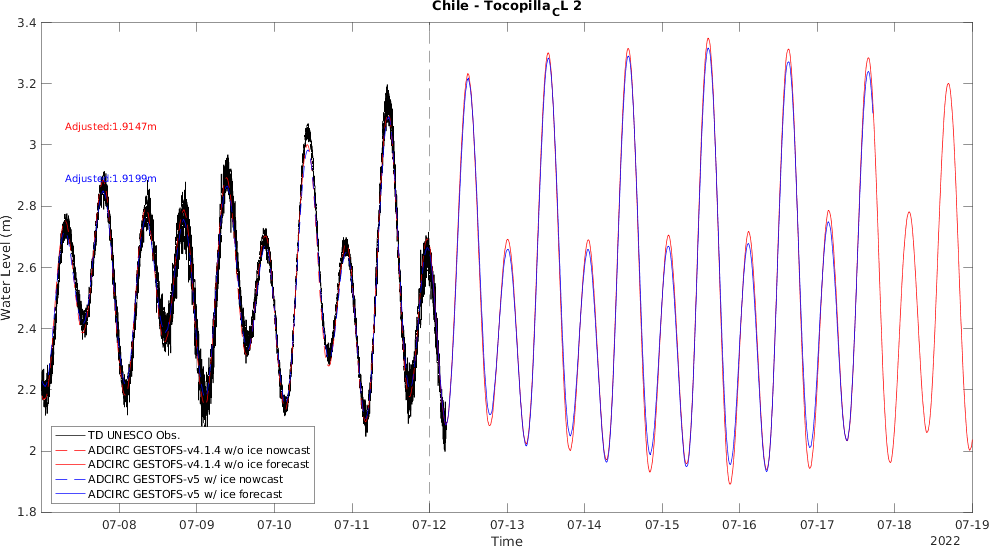 Chile - Tocopilla_CL 2
3.4
3.2
3
2.8
2.6
2.4
2.2
2
1.8
Water Level (m)
Adjusted:1.9147m
Adjusted:1.9199m
TD UNESCO Obs.
ADCIRC GESTOFS-v4.1.4 w/o ice nowcast
ADCIRC GESTOFS-v4.1.4 w/o ice forecast
ADCIRC GESTOFS-v5 w/ ice nowcast
ADCIRC GESTOFS-v5 w/ ice forecast
07-08 07-09 07-10 07-11 07-12 07-13 07-14 07-15 07-16 07-17 07-18 07-19
Time
2022